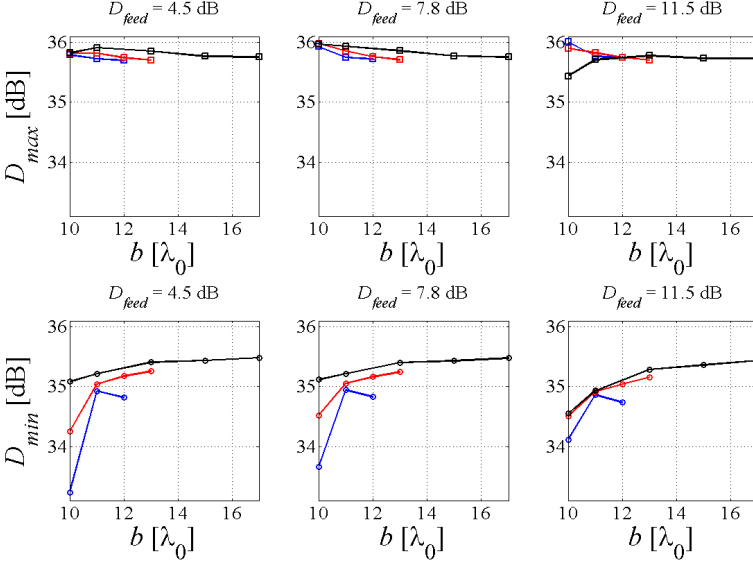 D_feed = 4.5 dB
D_feed = 7.8 dB
D_feed = 11.5 dB
D_max [dB]
36
35
34
10 12 14 16
36
35
34
10 12 14 16
36
35
34
10 12 14 16
b [λ_0]
b [λ_0]
b [λ_0]
D_feed = 4.5 dB
D_feed = 7.8 dB
D_feed = 11.5 dB
D_min [dB]
36
35
34
10 12 14 16
36
35
34
10 12 14 16
36
35
34
10 12 14 16
b [λ_0]
b [λ_0]
b [λ_0]